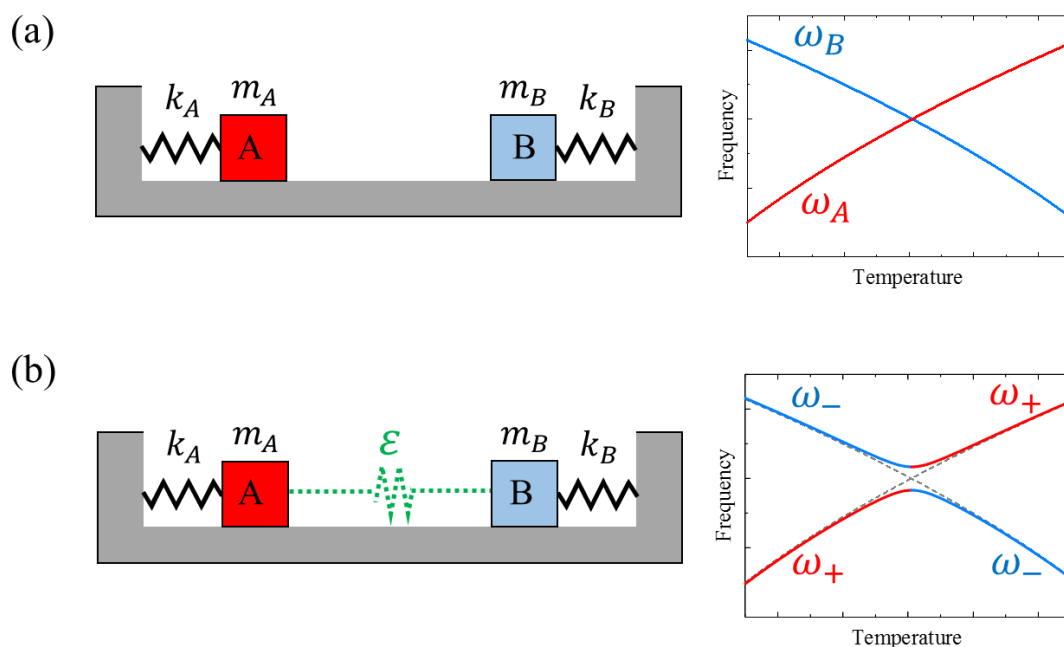 (a)
k_A m_A m_B k_B
A B
ω_B
ω_A
Frequency
Temperature
(b)
k_A m_A ε m_B k_B
A B
ω_- ω_+
ω_+ ω_-
Frequency
Temperature